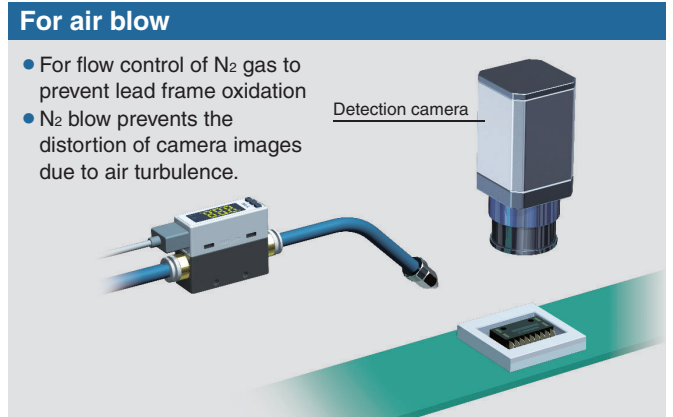 For air blow
• For flow control of N2 gas to
prevent lead frame oxidation
• N2 blow prevents the
distortion of camera images
due to air turbulence.
Detection camera